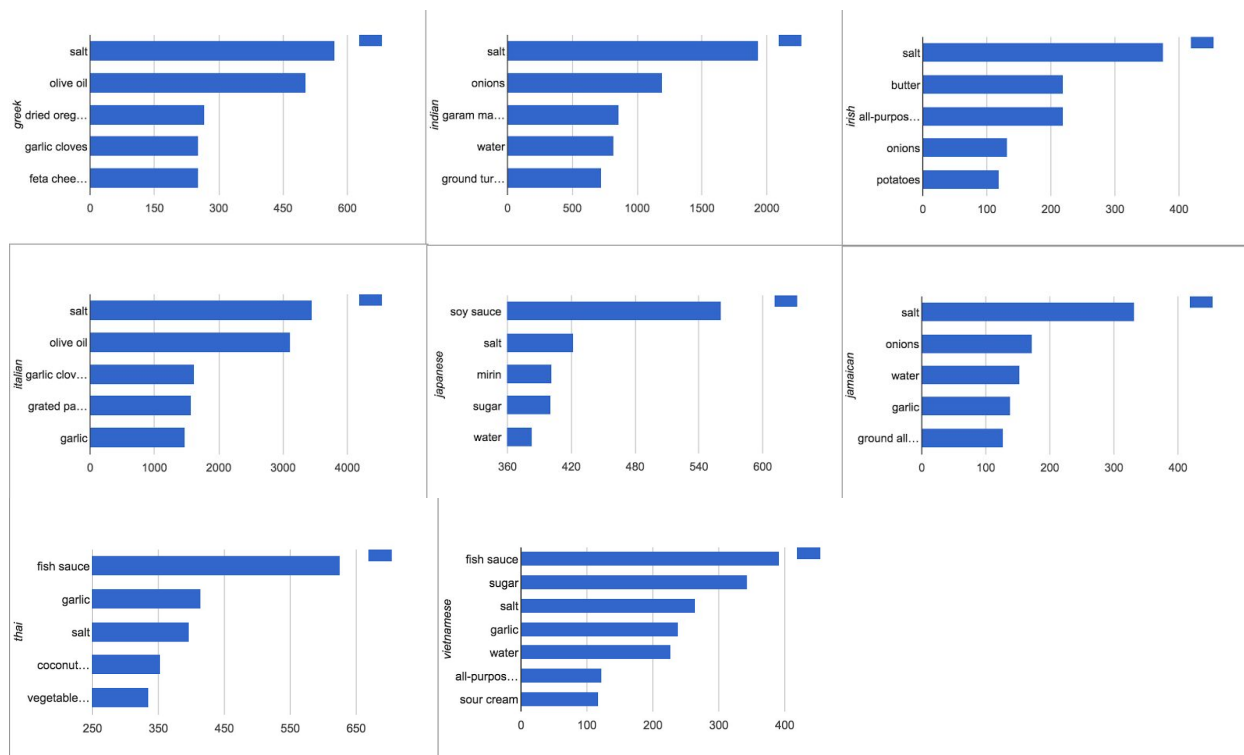 greek
salt
olive oil
dried oreg…
garlic cloves
feta chee…
0 150 300 450 600
indian
salt
onions
garam ma…
water
ground tur…
0 500 1000 1500 2000
irish
salt
butter
all-purpos…
onions
potatoes
0 100 200 300 400
italian
salt
olive oil
garlic clov…
grated pa…
garlic
0 1000 2000 3000 4000
japanese
soy sauce
salt
mirin
sugar
water
360 420 480 540 600
jamaican
salt
onions
water
garlic
ground all…
0 100 200 300 400
thai
fish sauce
garlic
salt
coconut…
vegetable…
250 350 450 550 650
vietnamese
fish sauce
sugar
salt
garlic
water
all-purpos…
sour cream
0 100 200 300 400